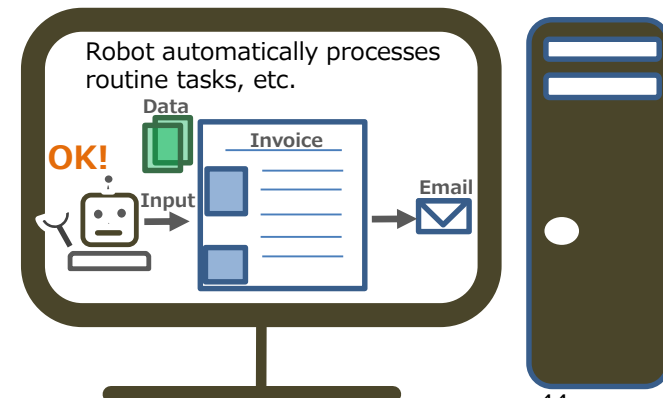 Robot automatically processes
routine tasks, etc.
Data
Invoice
OK!
Input
Email